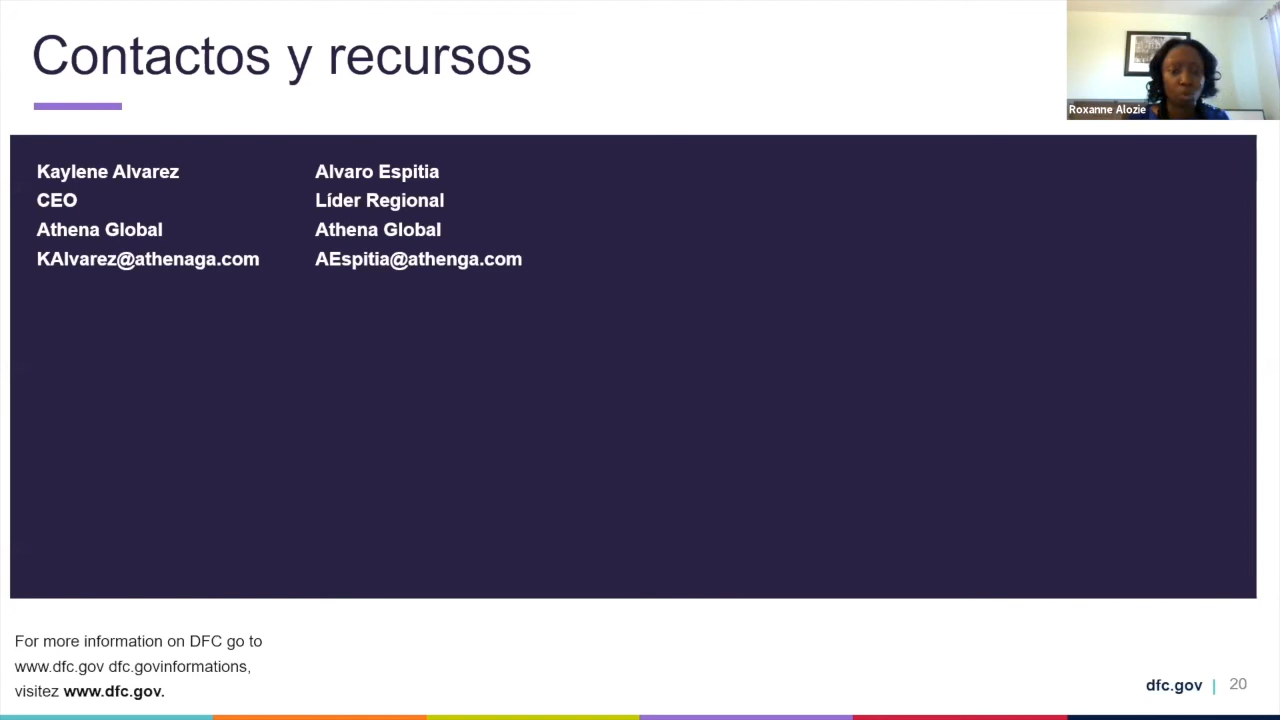 Contactos y recursos
Roxanne Alozie
Kaylene Alvarez
CEO
Athena Global
KAlvarez@athenaga.com
Alvaro Espitia
Líder Regional
Athena Global
AEspitia@athenga.com
For more information on DFC go to
www.dfc.gov dfc.govinformations,
visitez www.dfc.gov.
dfc.gov | 20